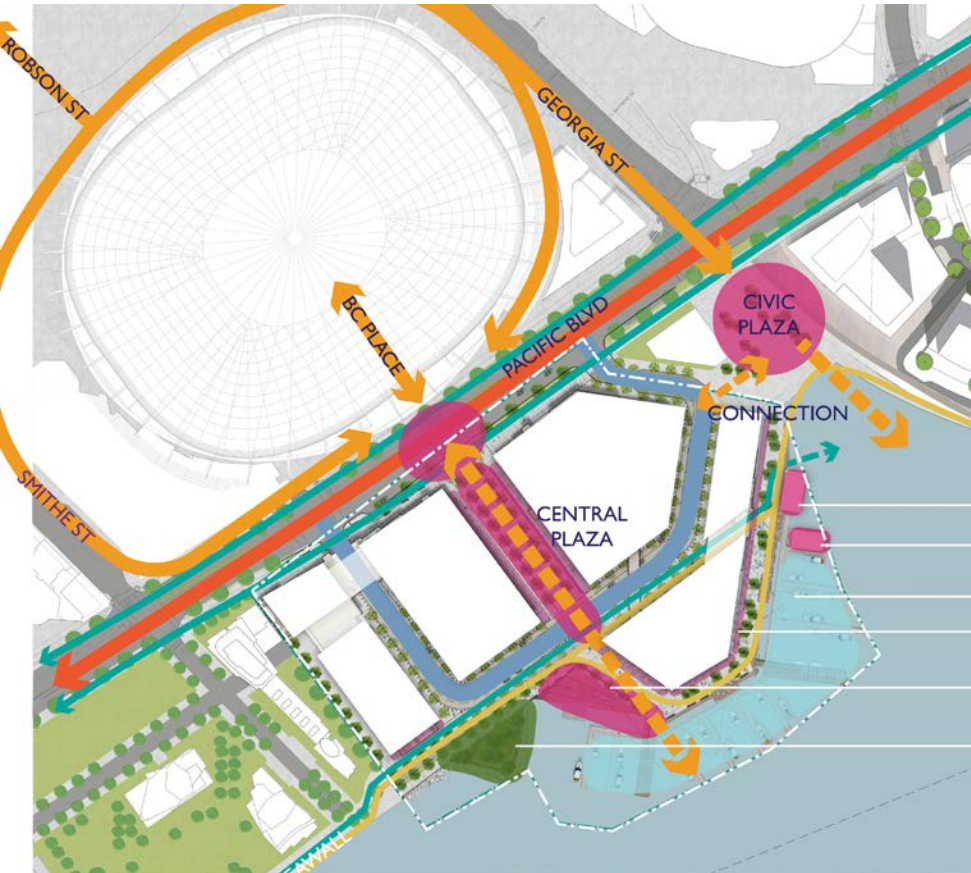 ROBSON ST
GEORGIA ST
CIVIC
PLAZA
BC PLACE
PACIFIC BLVD
CONNECTION
SMITHE ST
CENTRAL
PLAZA
AWALL